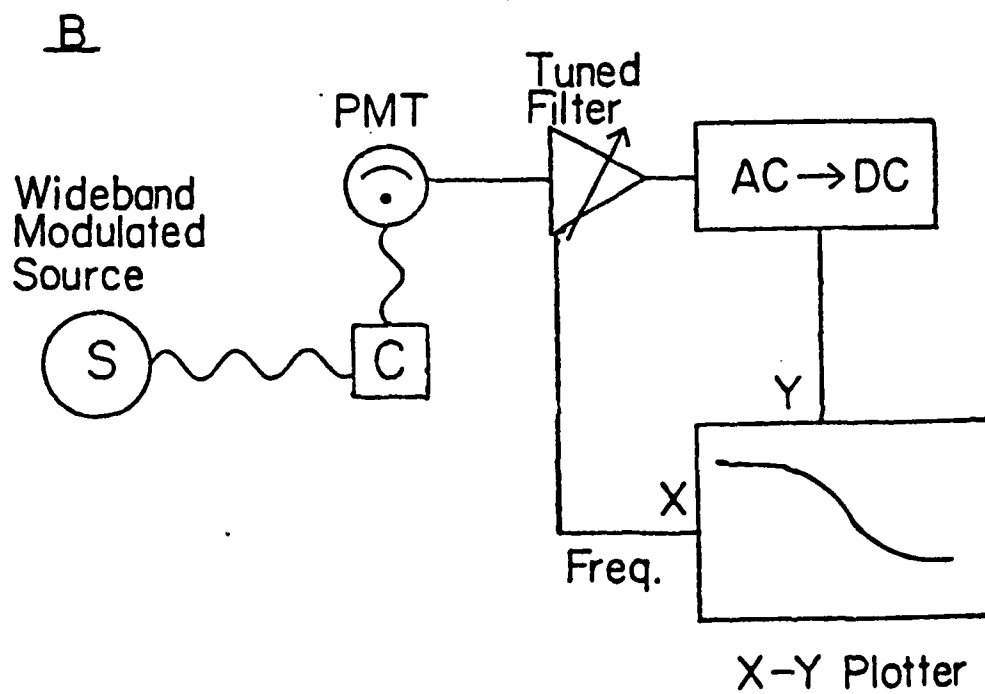 B
PMT
Tuned
Filter
AC → DC
Wideband
Modulated
Source
S
C
Y
X
Freq.
X-Y Plotter